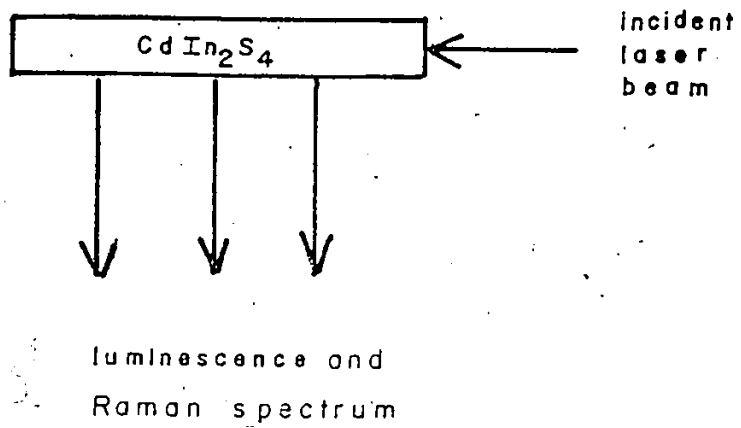 CdIn₂S₄
incident
laser
beam
luminescence and
Raman spectrum